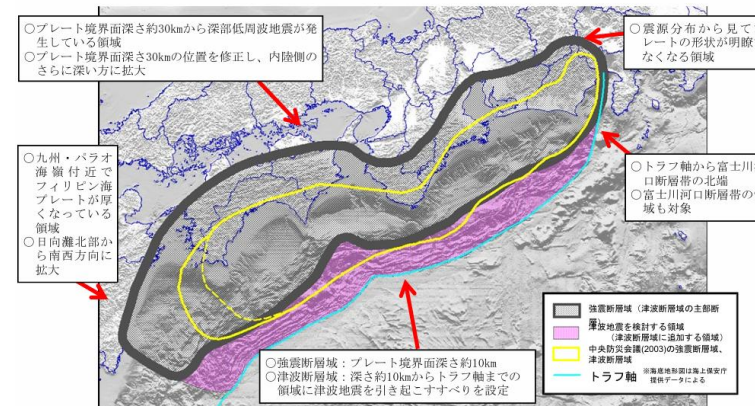 ○プレート境界面深さ約30kmから深部低周波地震が発
生している領域
○プレート境界面深さ30kmの位置を修正し、内陸側の
さらに深い方に拡大
○震源分布から見て
レートの形状が明瞭
なくなる領域
○九州・パラオ
海嶺付近で
フィリピン海
プレートが厚
くなっている
領域
○日向灘北部か
ら南西方向に
拡大
○トラフ軸から富士川
口断層帯の北端
○富士川河口断層帯の
域も対象
○強震断層域：プレート境界面深さ約10km
○津波断層域：深さ約10kmからトラフ軸までの
領域に津波地震を引き起こすすべりを設定
強震断層域（津波断層域の主部断
層）
津波地震を検討する領域
（津波断層域に追加する領域）
中央防災会議(2003)の強震断層域、
津波断層域
トラフ軸
※海底地形図は海上保安庁
提供データによる